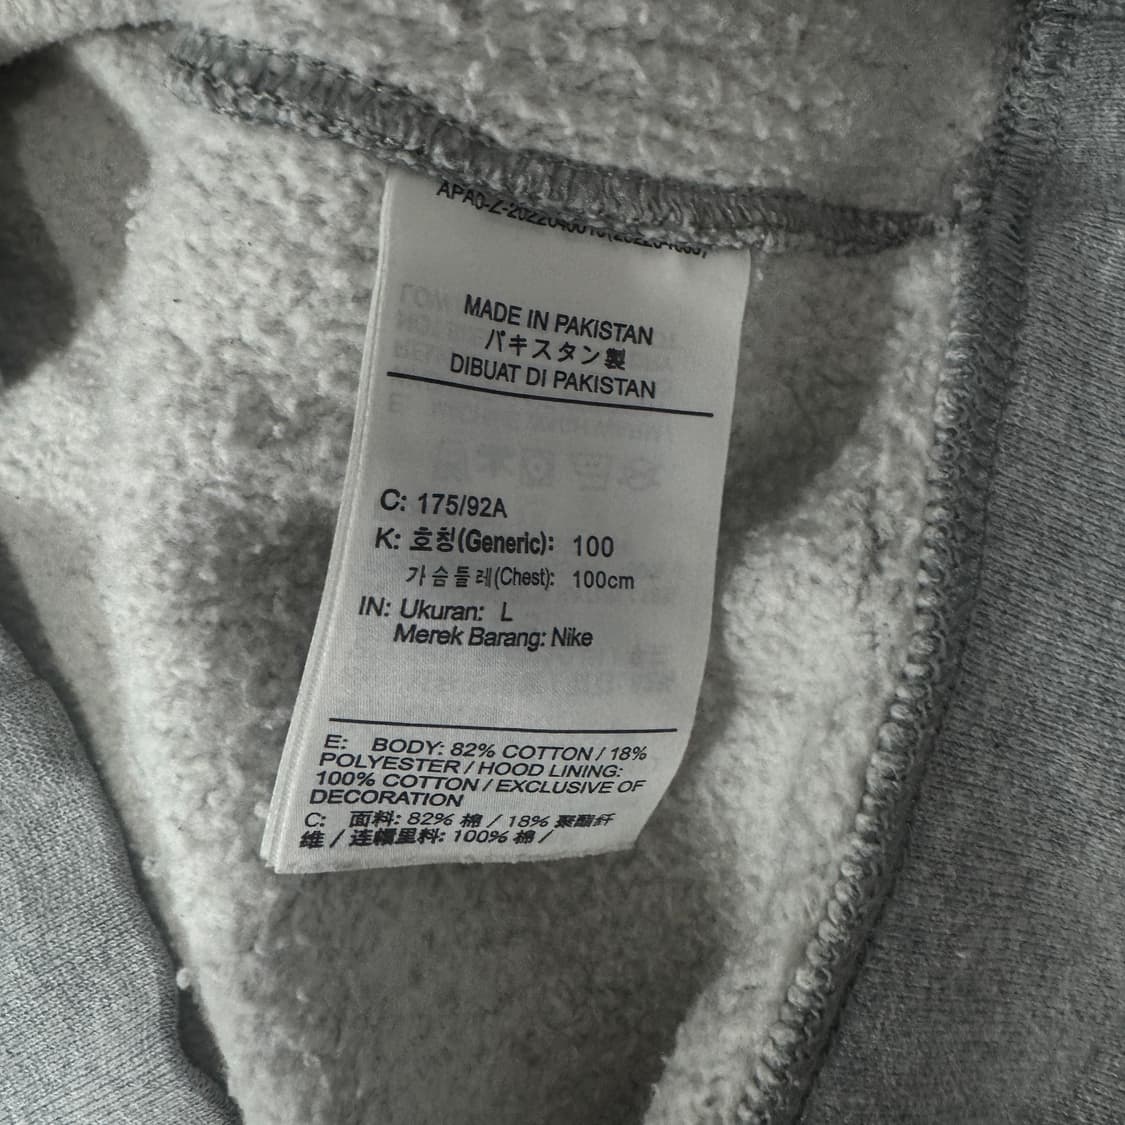 MADE IN PAKISTAN
パキスタン製
DIBUAT DI PAKISTAN
C: 175/92A
K: 호칭(Generic): 100
가슴둘레(Chest): 100cm
IN: Ukuran: L
Merek Barang: Nike
E: BODY: 82% COTTON / 18%
POLYESTER / HOOD LINING:
100% COTTON / EXCLUSIVE OF
DECORATION
C: 面料: 82% 棉 / 18% 聚酯纤
维 / 连帽里料: 100% 棉 /